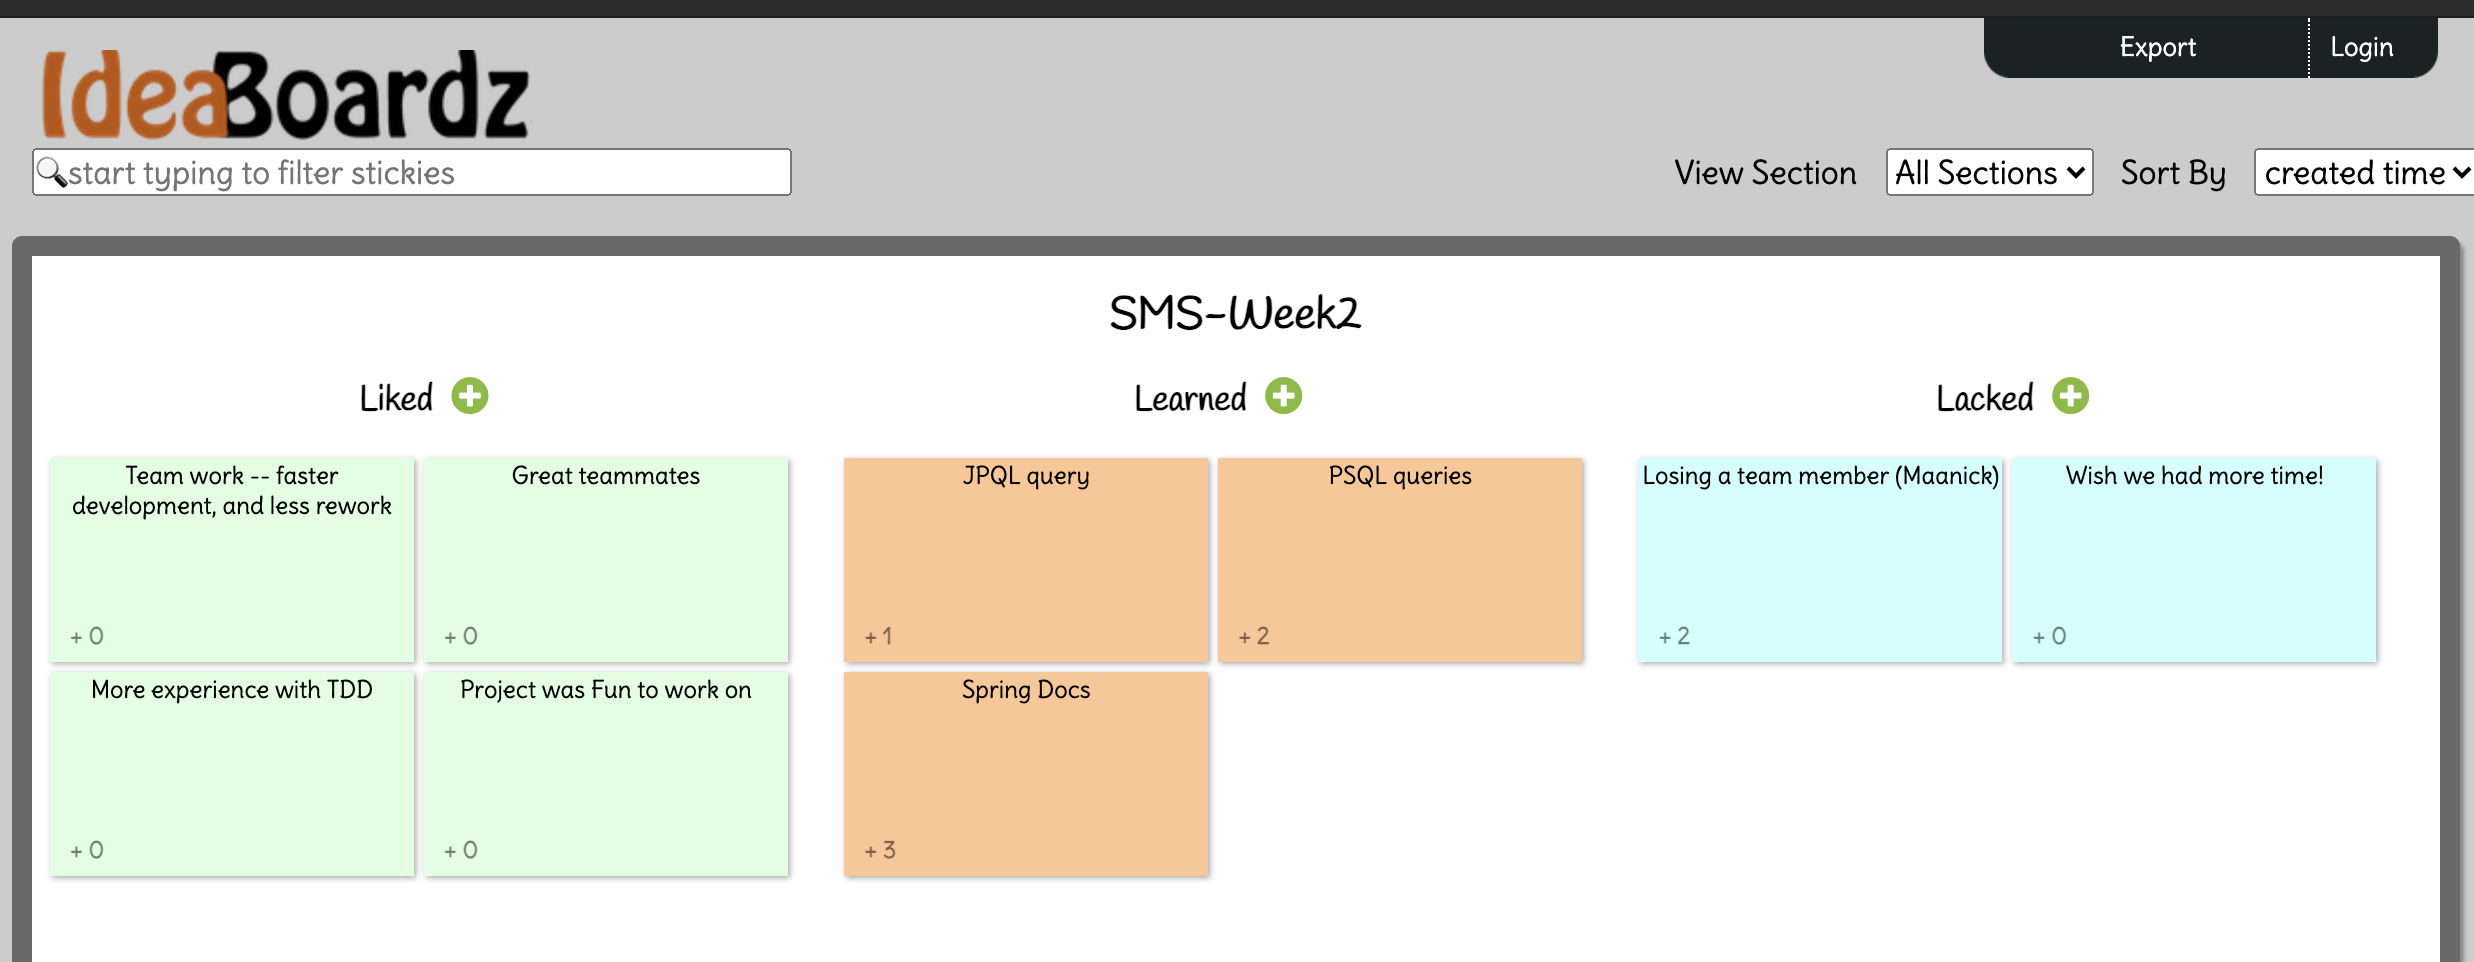 Export
Login
IdeaBoardz
start typing to filter stickies
View Section
All Sections
Sort By
created time
SMS-Week2
Liked
Learned
Lacked
Team work -- faster
development, and less rework
+ 0
Great teammates
+ 0
More experience with TDD
+ 0
Project was Fun to work on
+ 0
JPQL query
+ 1
PSQL queries
+ 2
Spring Docs
+ 3
Losing a team member (Maanick)
+ 2
Wish we had more time!
+ 0